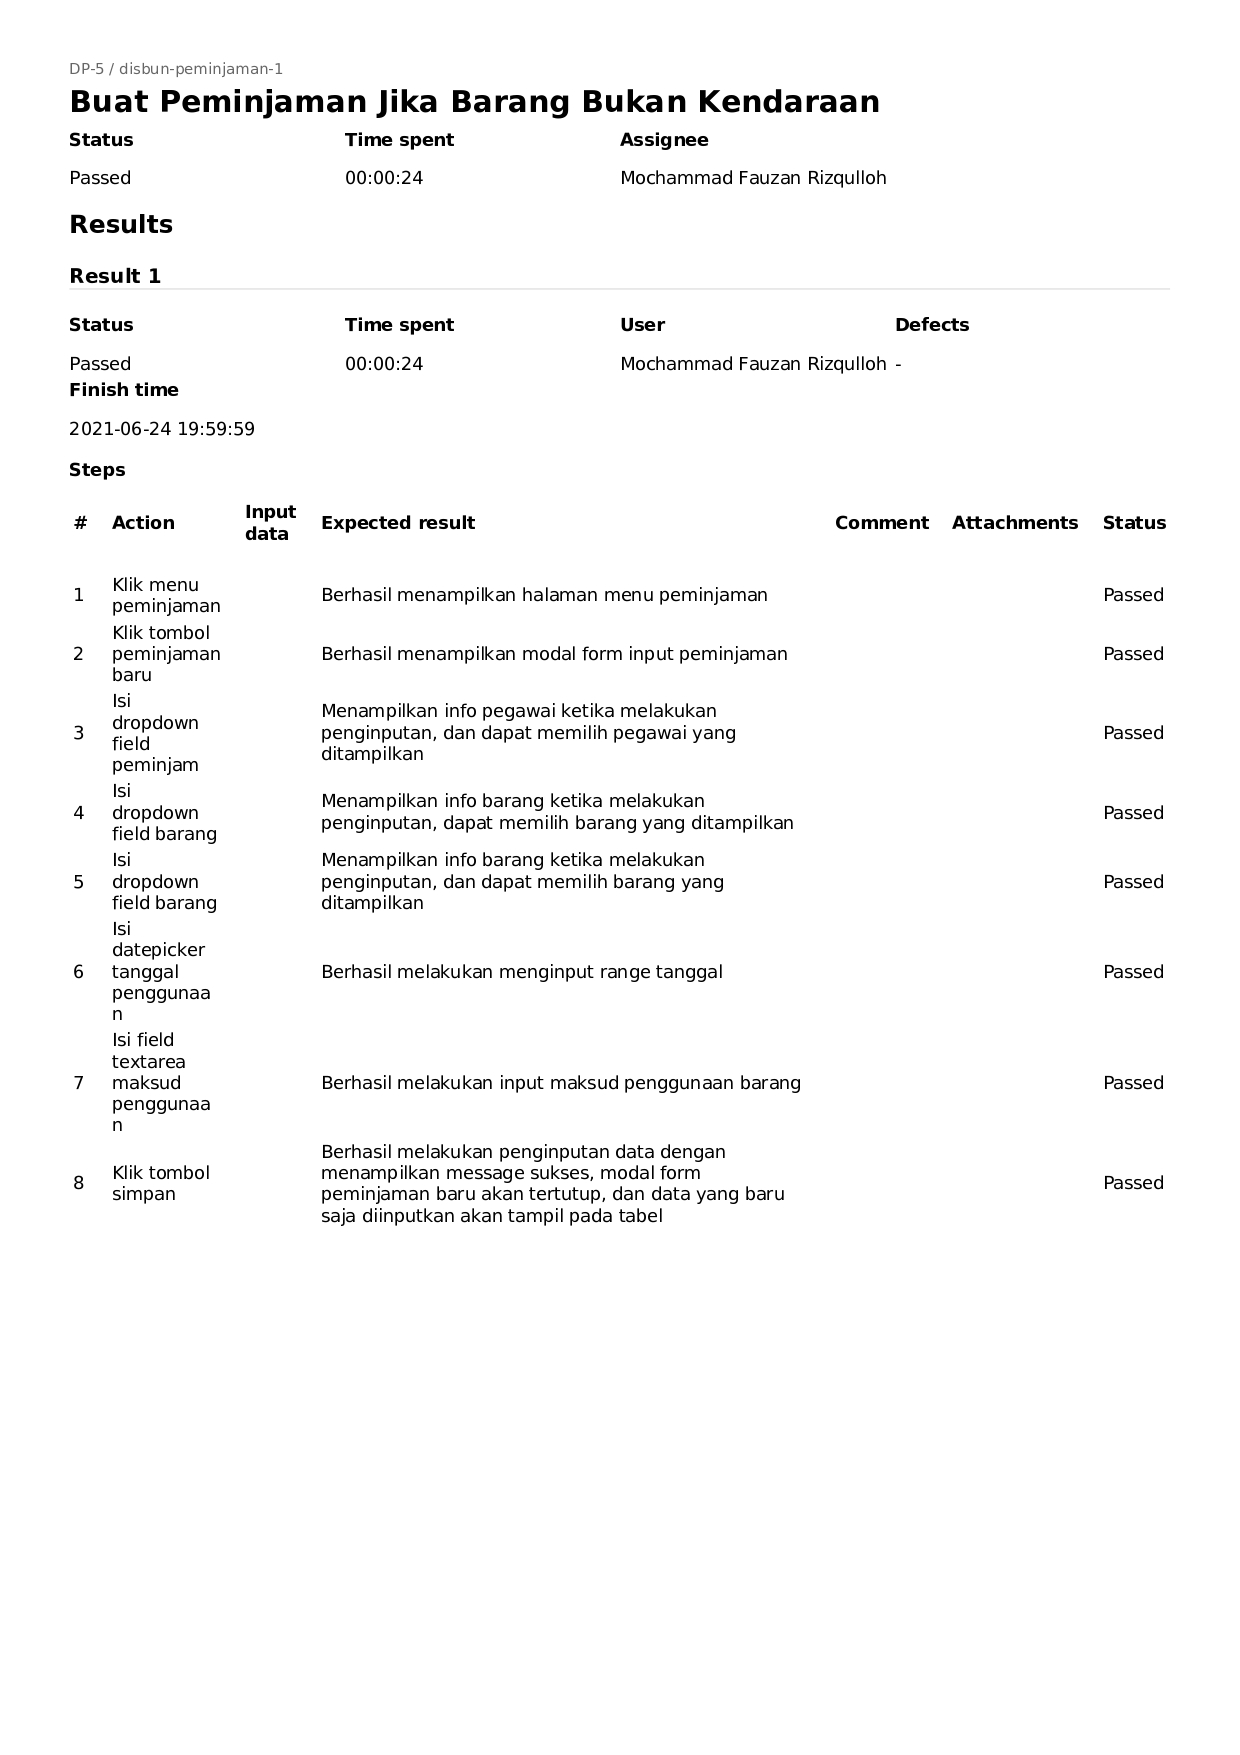 DP-5 / disbun-peminjaman-1
Buat Peminjaman Jika Barang Bukan Kendaraan
Status Time spent Assignee
Passed 00:00:24 Mochammad Fauzan Rizqulloh
Results
Result 1
Status Time spent User Defects
Passed 00:00:24 Mochammad Fauzan Rizqulloh -
Finish time
2021-06-24 19:59:59
Steps
# Action Input data Expected result Comment Attachments Status
1
Klik menu
peminjaman
Berhasil menampilkan halaman menu peminjaman
Passed
2
Klik tombol
peminjaman
baru
Berhasil menampilkan modal form input peminjaman
Passed
3
Isi
dropdown
field
peminjam
Menampilkan info pegawai ketika melakukan
penginputan, dan dapat memilih pegawai yang
ditampilkan
Passed
4
Isi
dropdown
field barang
Menampilkan info barang ketika melakukan
penginputan, dapat memilih barang yang ditampilkan
Passed
5
Isi
dropdown
field barang
Menampilkan info barang ketika melakukan
penginputan, dan dapat memilih barang yang
ditampilkan
Passed
6
Isi
datepicker
tanggal
penggunaa
n
Berhasil melakukan menginput range tanggal
Passed
7
Isi field
textarea
maksud
penggunaa
n
Berhasil melakukan input maksud penggunaan barang
Passed
8
Klik tombol
simpan
Berhasil melakukan penginputan data dengan
menampilkan message sukses, modal form
peminjaman baru akan tertutup, dan data yang baru
saja diinputkan akan tampil pada tabel
Passed